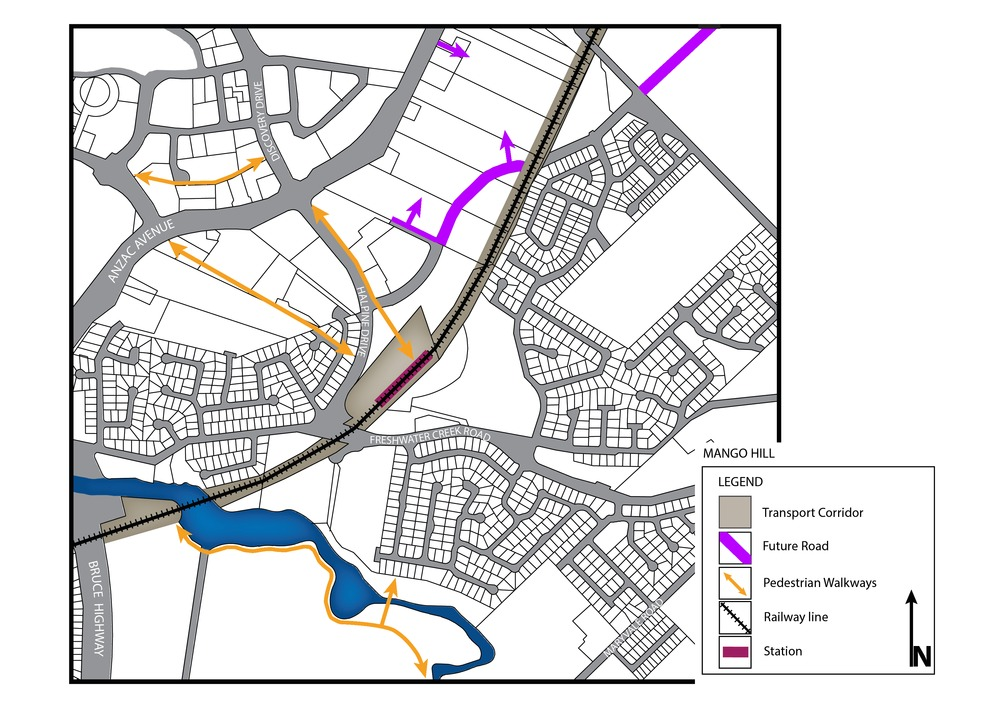 DISCOVERY DRIVE
ANZAC AVENUE
HALPINE DRIVE
FRESHWATER CREEK ROAD
MANGO HILL
LEGEND
Transport Corridor
Future Road
Pedestrian Walkways
Railway line
Station
N
BRUCE HIGHWAY
ROAD